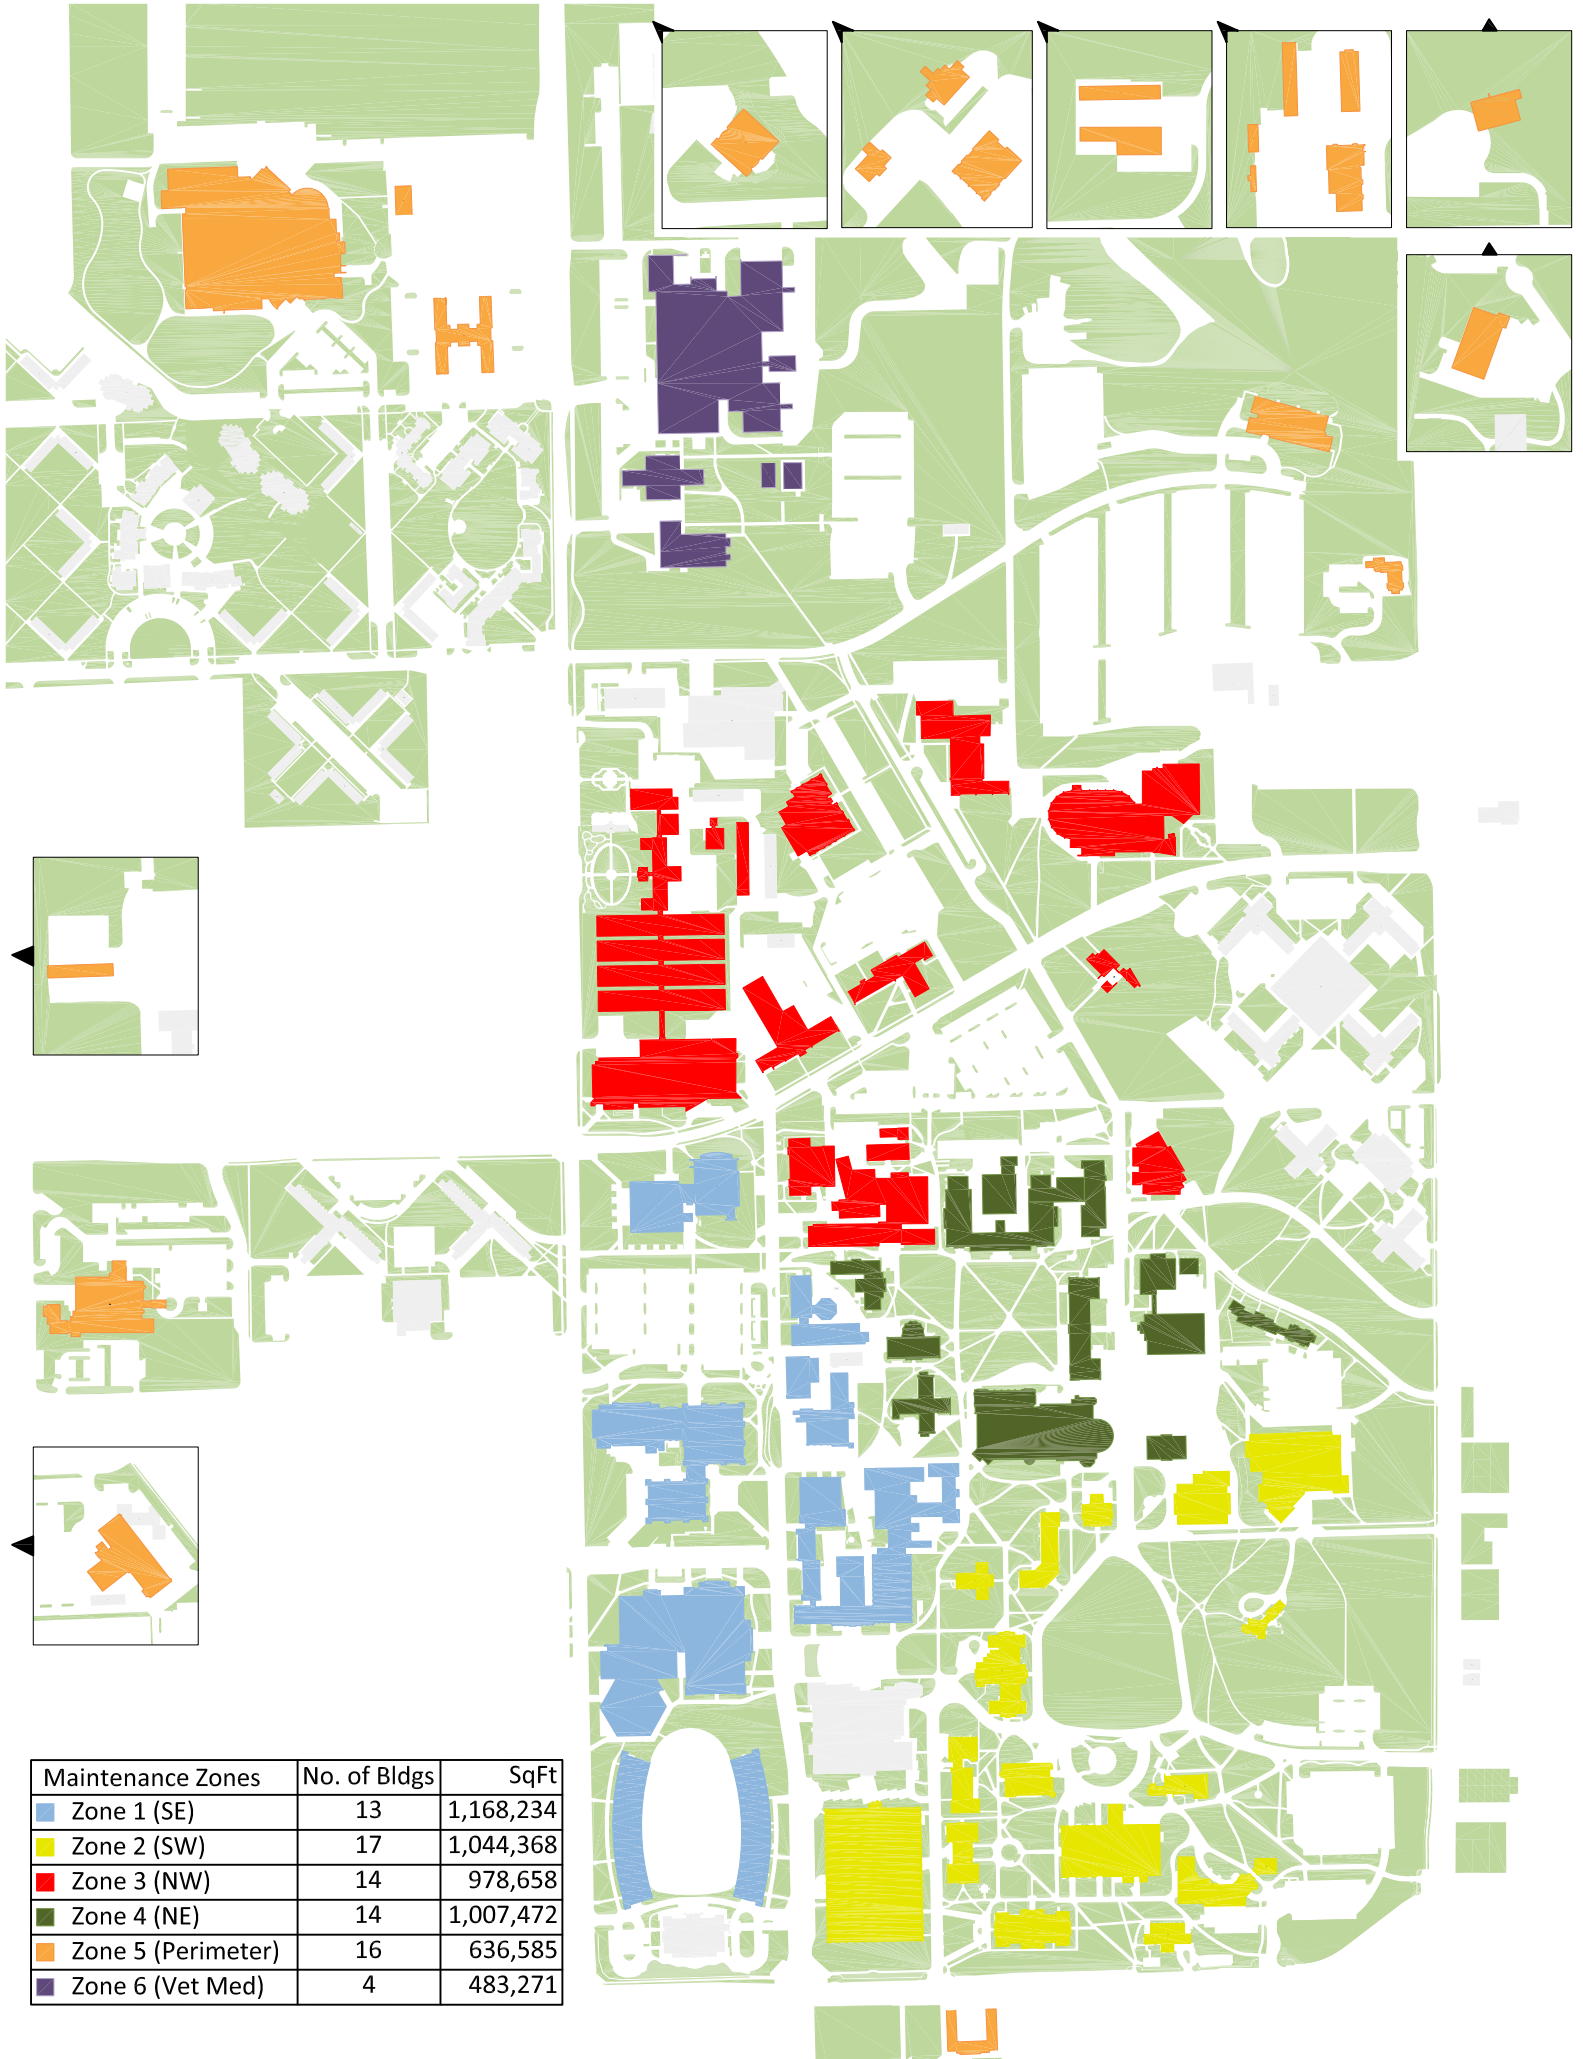 Maintenance Zones No. of Bldgs SqFt
Zone 1 (SE) 13 1,168,234
Zone 2 (SW) 17 1,044,368
Zone 3 (NW) 14 978,658
Zone 4 (NE) 14 1,007,472
Zone 5 (Perimeter) 16 636,585
Zone 6 (Vet Med) 4 483,271